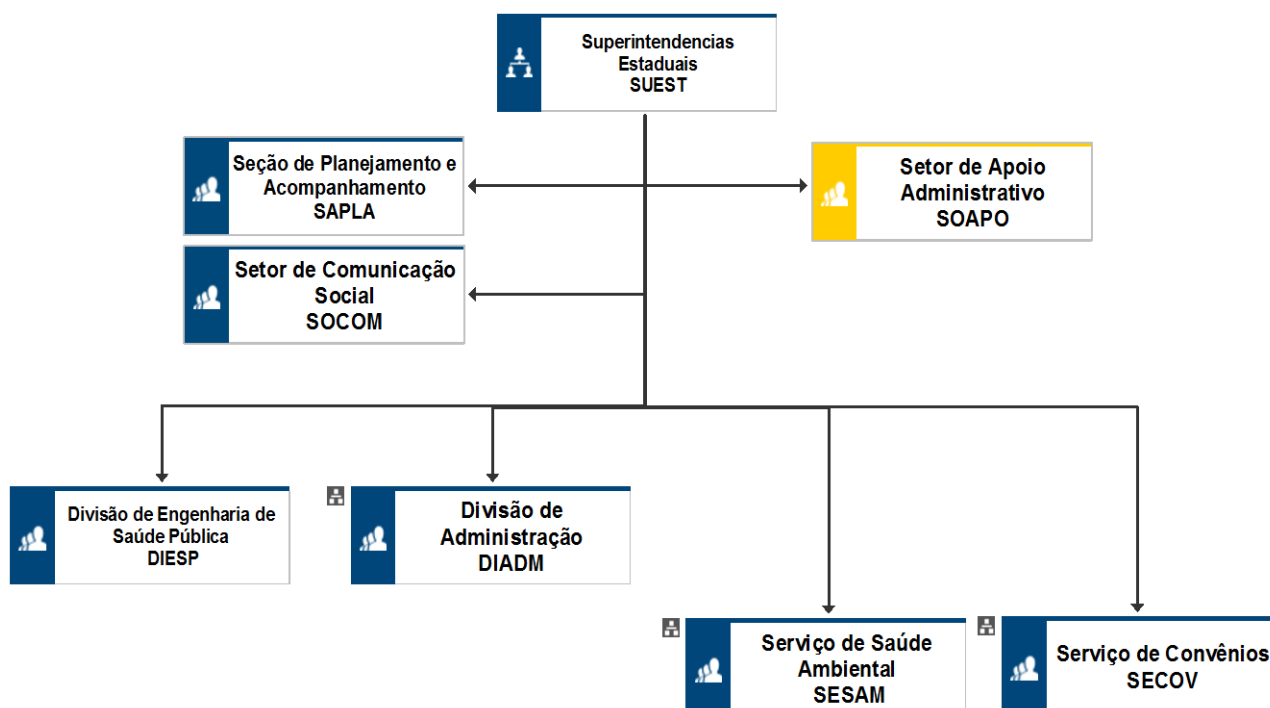 Superintendencias
Estaduais
SUEST
Seção de Planejamento e
Acompanhamento
SAPLA
Setor de Apoio
Administrativo
SOAPO
Setor de Comunicação
Social
SOCOM
Divisão de Engenharia de
Saúde Pública
DIESP
Divisão de
Administração
DIADM
Serviço de Saúde
Ambiental
SESAM
Serviço de Convênios
SECOV